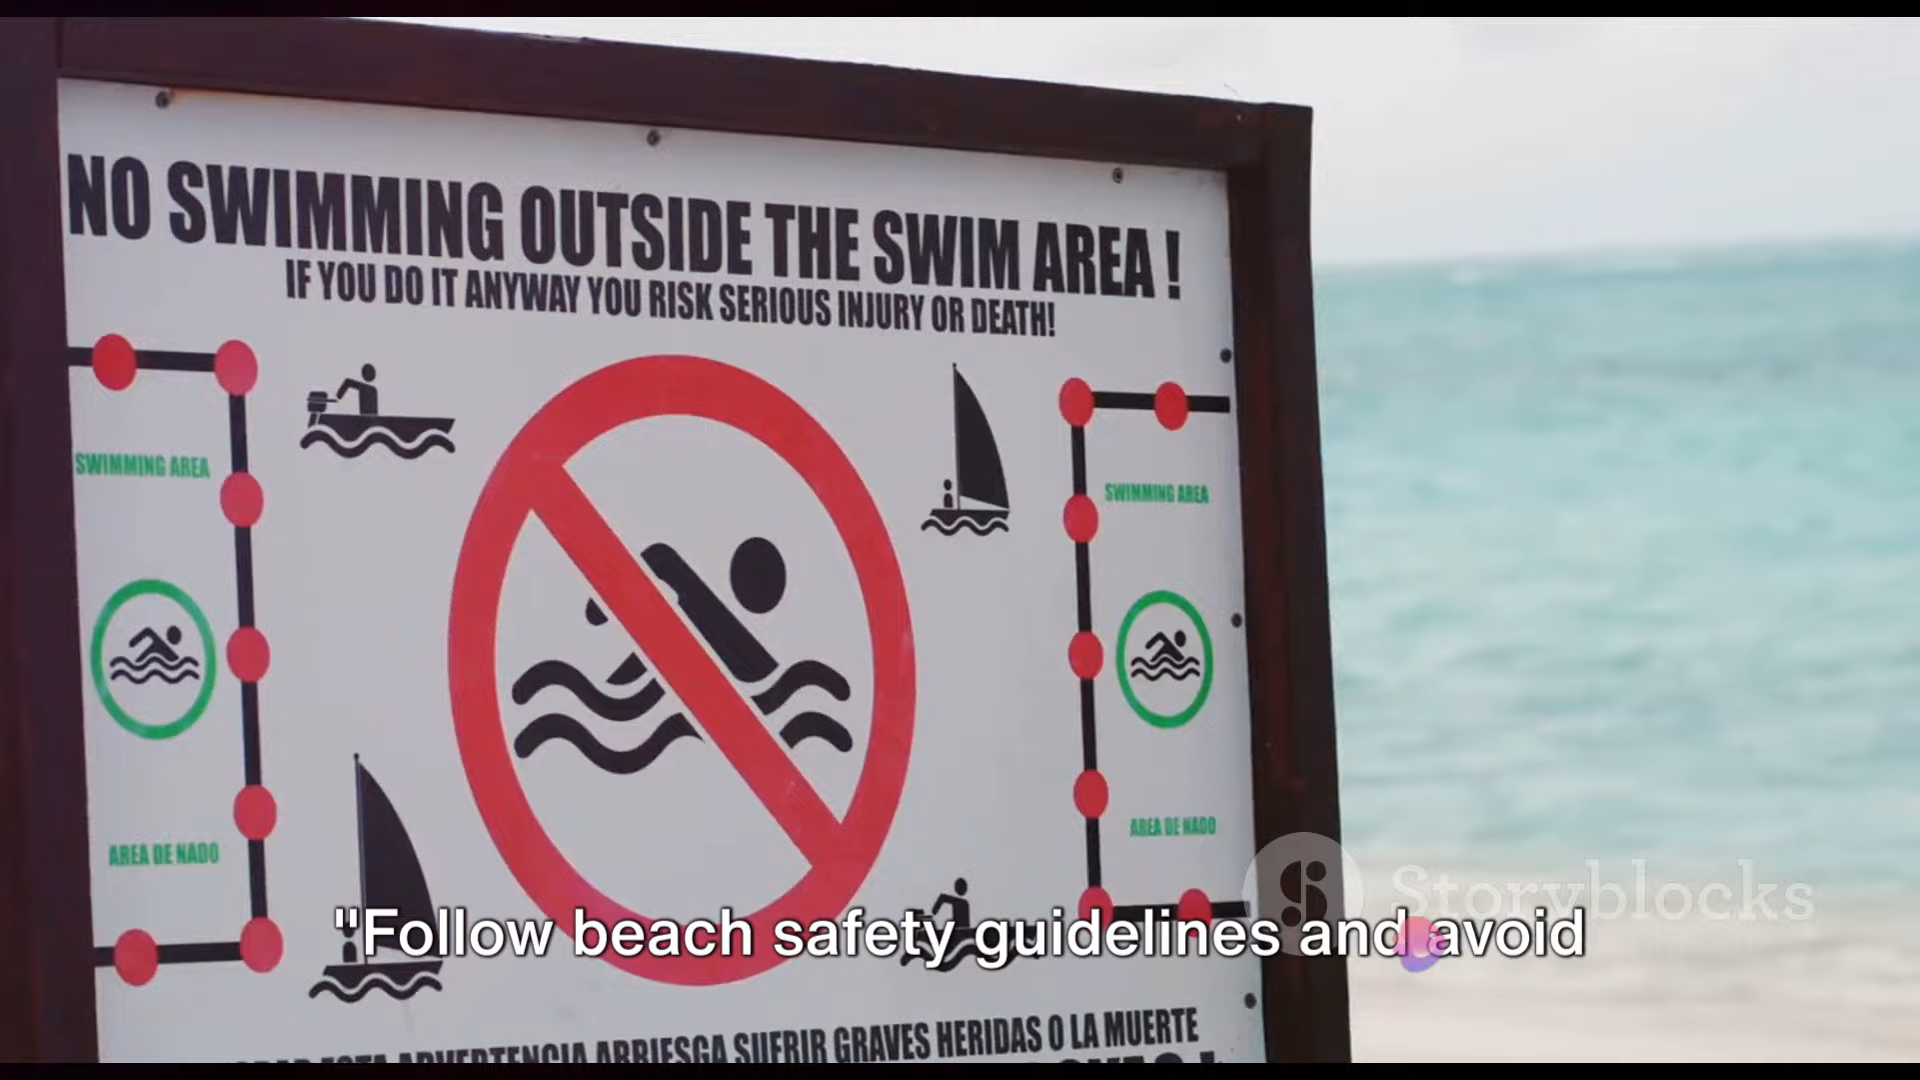 NO SWIMMING OUTSIDE THE SWIM AREA !
IF YOU DO IT ANYWAY YOU RISK SERIOUS INJURY OR DEATH!
SWIMMING AREA
SWIMMING AREA
AREA DE NADO
AREA DE NADO
Storyblocks
"Follow beach safety guidelines and avoid
ESTA ADVERTENCIA ARRIESGA SUFRIR GRAVES HERIDAS O LA MUERTE